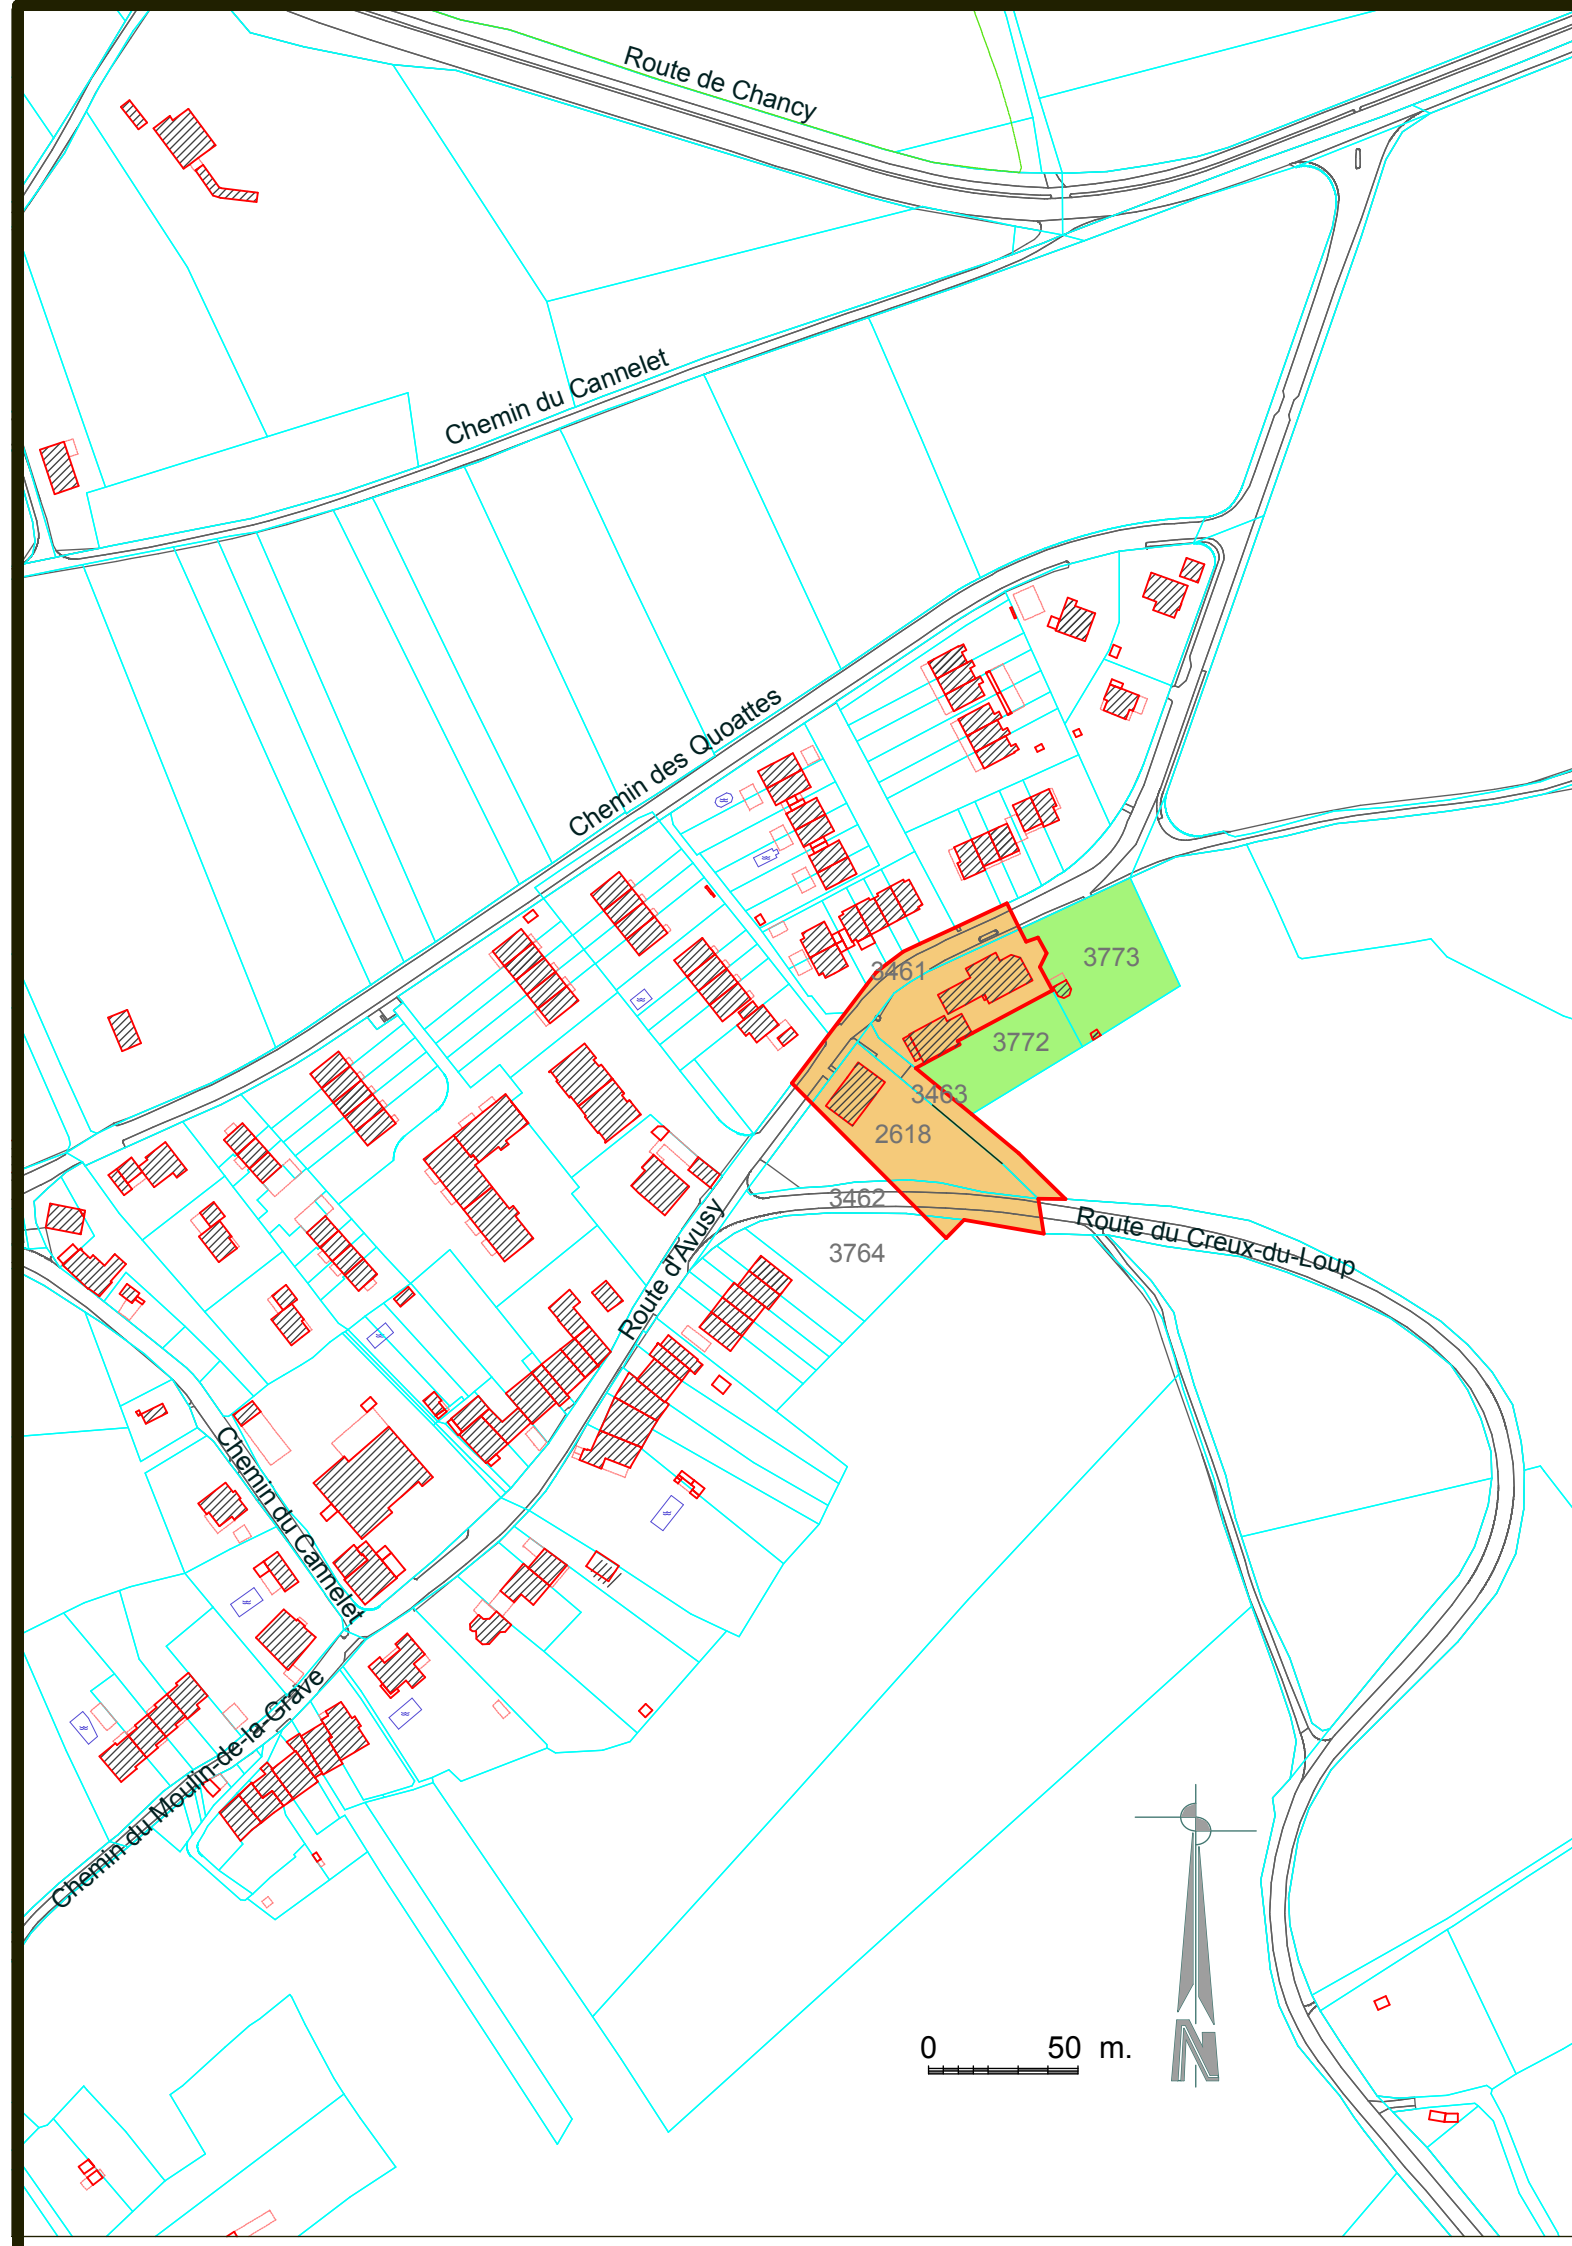 Route de Chancy
Chemin du Cannelet
Chemin des Quoattes
3461
3773
3772
3463
2618
3462
Route du Creux-du-Loup
3764
Route d'Avusy
Chemin du Cannelet
Chemin du Moulin-de-la-Grave
0 50 m.
N